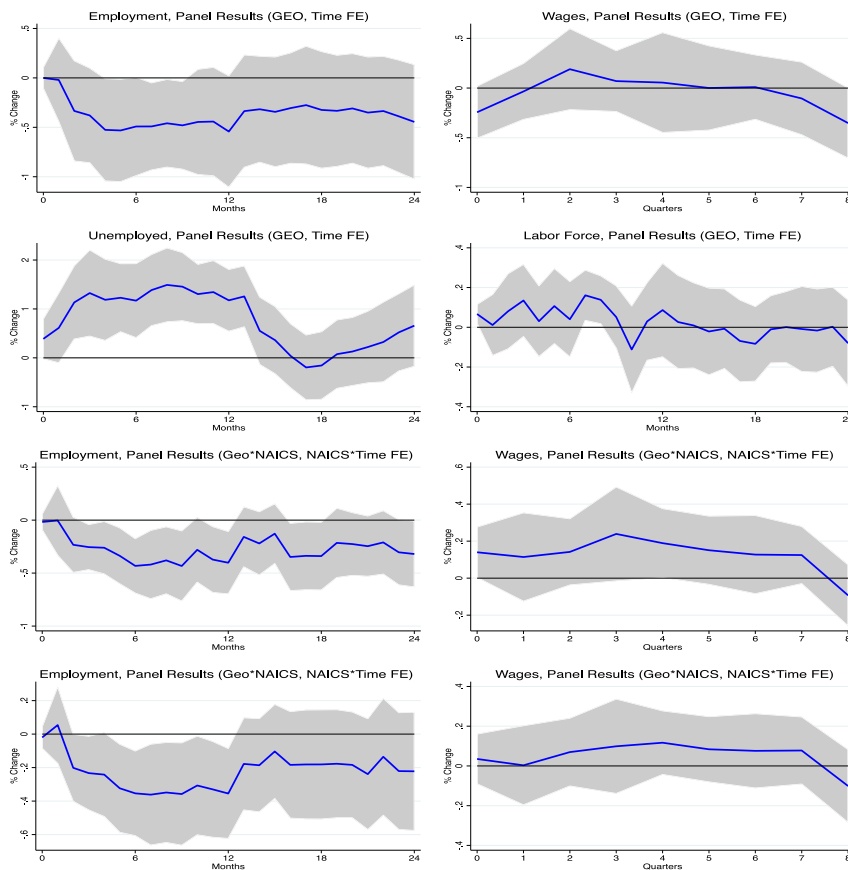 Employment, Panel Results (GEO, Time FE)
% Change
.5
0
-.5
-1
0 6 12 18 24
Months
Wages, Panel Results (GEO, Time FE)
% Change
.5
0
-.5
-1
0 1 2 3 4 5 6 7 8
Quarters
Unemployed, Panel Results (GEO, Time FE)
% Change
2
1
0
-1
0 6 12 18 24
Months
Labor Force, Panel Results (GEO, Time FE)
% Change
.4
.2
0
-.2
-.4
0 6 12 18 2
Months
Employment, Panel Results (Geo*NAICS, NAICS*Time FE)
% Change
.5
0
-.5
-1
0 6 12 18 24
Months
Wages, Panel Results (Geo*NAICS, NAICS*Time FE)
% Change
.6
.4
.2
0
-.2
0 1 2 3 4 5 6 7 8
Quarters
Employment, Panel Results (Geo*NAICS, NAICS*Time FE)
% Change
.2
0
-.2
-.4
-.6
0 6 12 18 24
Months
Wages, Panel Results (Geo*NAICS, NAICS*Time FE)
% Change
.4
.2
0
-.2
-.4
0 1 2 3 4 5 6 7 8
Quarters